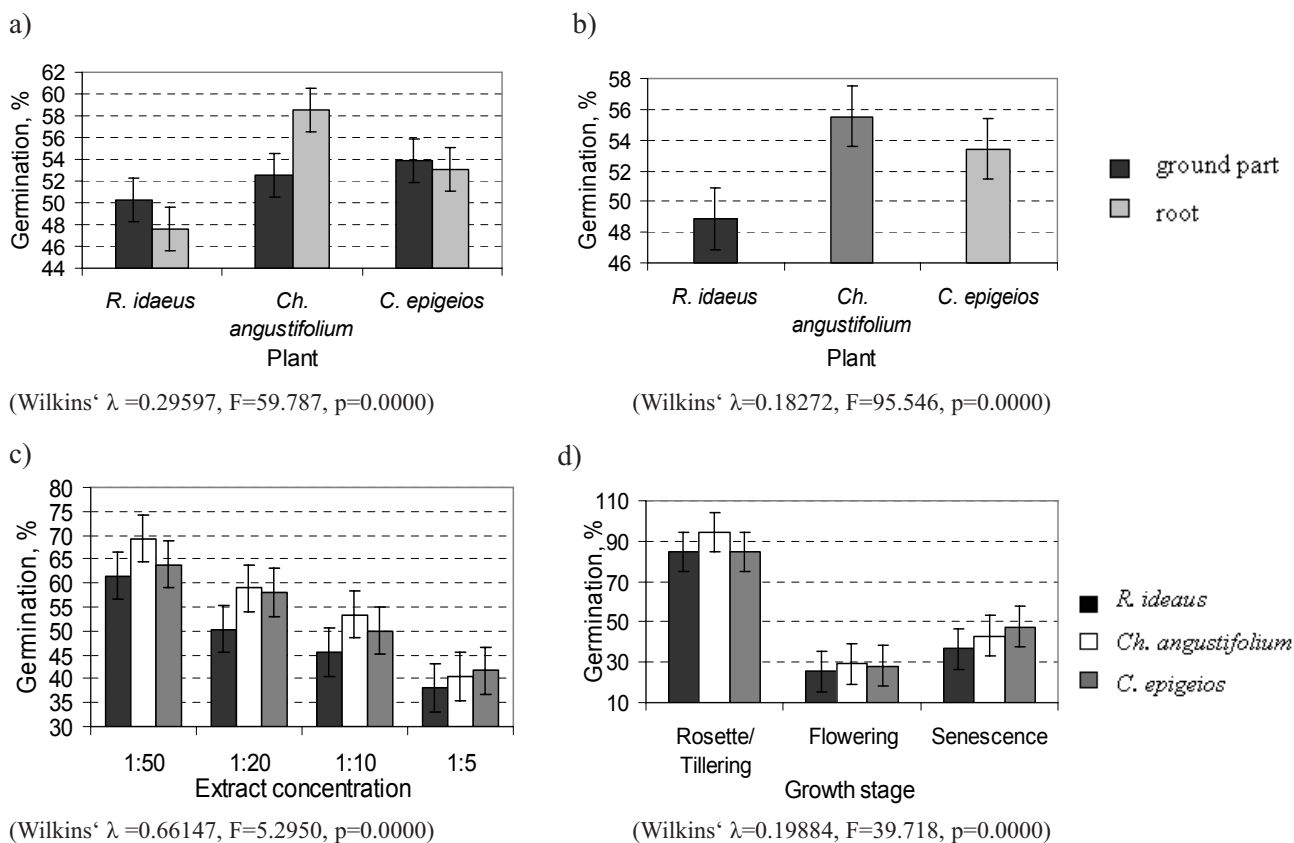 a)
62
60
58
56
54
52
50
48
46
44
Germination, %
R. idaeus
Ch.
angustifolium
C. epigeios
Plant
(Wilkins‘ λ =0.29597, F=59.787, p=0.0000)
b)
58
56
54
52
50
48
46
Germination, %
R. idaeus
Ch.
angustifolium
C. epigeios
Plant
(Wilkins‘ λ=0.18272, F=95.546, p=0.0000)
ground part
root
c)
80
75
70
65
60
55
50
45
40
35
30
Germination, %
1:50 1:20 1:10 1:5
Extract concentration
(Wilkins‘ λ =0.66147, F=5.2950, p=0.0000)
d)
110
90
70
50
30
10
Germination, %
Rosette/
Tillering
Flowering
Senescence
Growth stage
(Wilkins‘ λ=0.19884, F=39.718, p=0.0000)
R. ideaus
Ch. angustifolium
C. epigeios